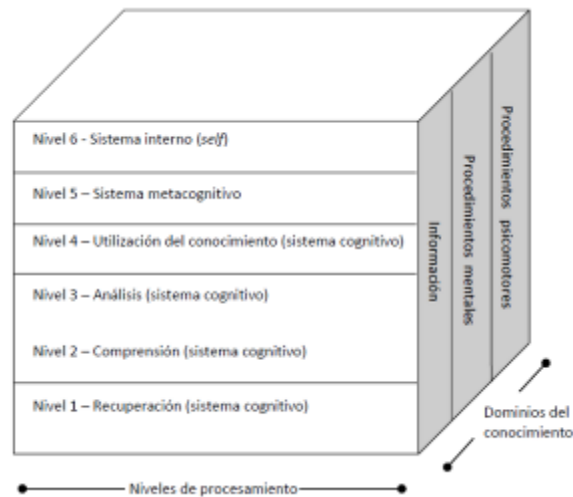 Nivel 6 - Sistema interno (self)
Nivel 5 – Sistema metacognitivo
Nivel 4 – Utilización del conocimiento (sistema cognitivo)
Nivel 3 – Análisis (sistema cognitivo)
Nivel 2 – Comprensión (sistema cognitivo)
Nivel 1 – Recuperación (sistema cognitivo)
Información
Procedimientos mentales
Procedimientos psicomotores
Dominios del
conocimiento
Niveles de procesamiento